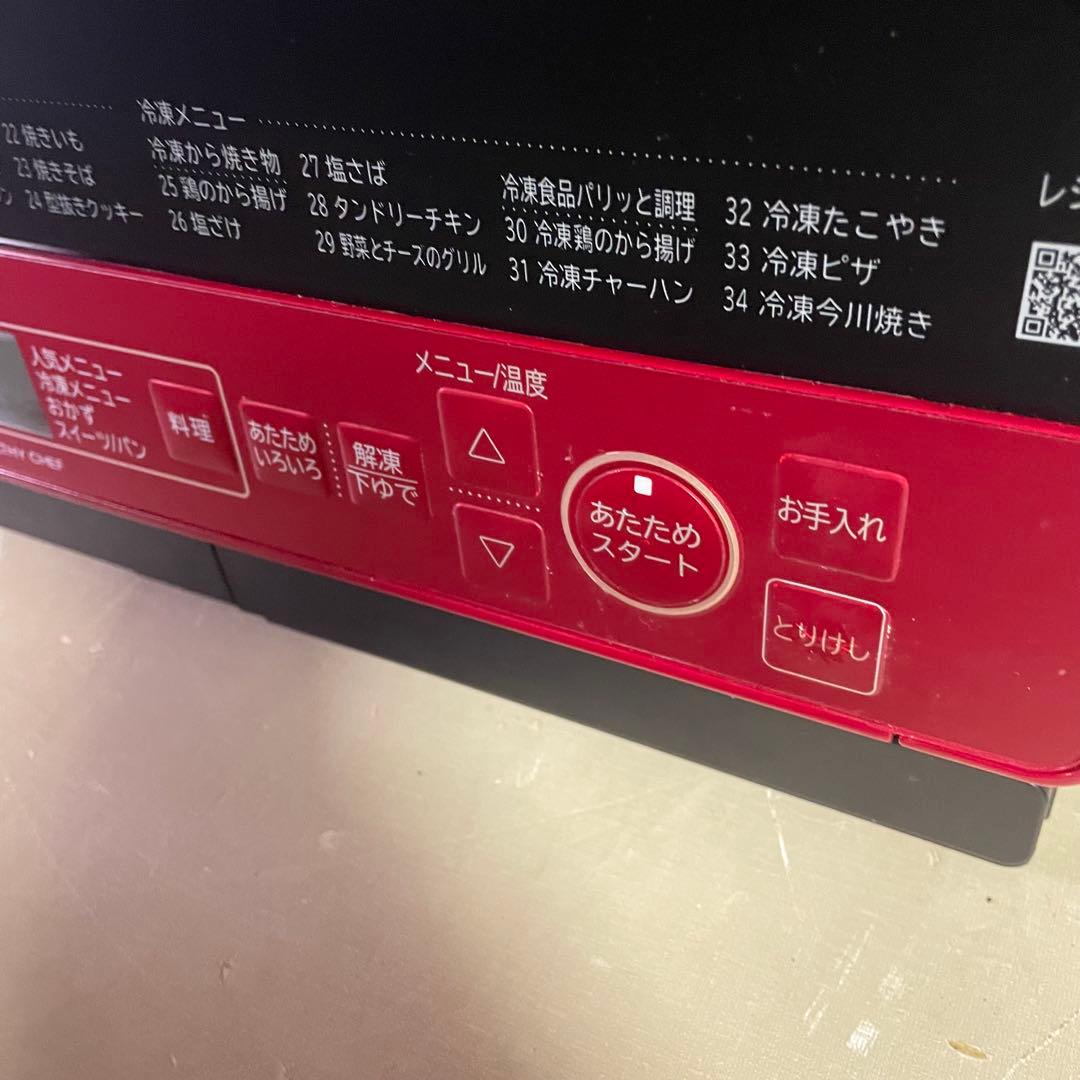 22 焼きいも
23 焼きそば
24 型抜きクッキー
冷凍メニュー
冷凍から焼き物
25 鶏のから揚げ
26 塩ざけ
27 塩さば
28 タンドリーチキン
29 野菜とチーズのグリル
冷凍食品パリッと調理
30 冷凍鶏のから揚げ
31 冷凍チャーハン
32 冷凍たこやき
33 冷凍ピザ
34 冷凍今川焼き
人気メニュー
冷凍メニュー
おかず
スイーツ/パン
料理
CHEF
あたため
いろいろ
解凍
下ゆで
メニュー/温度
△
▽
あたため
スタート
お手入れ
とりけし